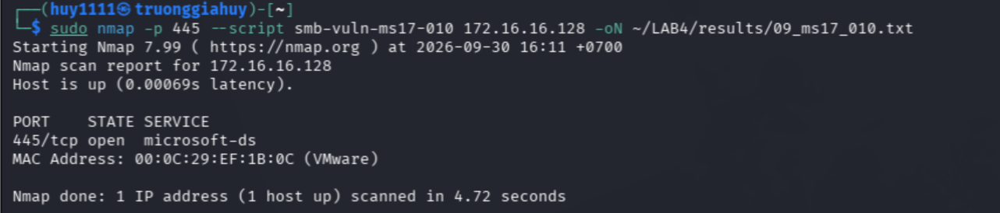 ┌──(huy1111㉿truonggiahuy)-[~]
└─$ sudo nmap -p 445 --script smb-vuln-ms17-010 172.16.16.128 -oN ~/LAB4/results/09_ms17_010.txt
Starting Nmap 7.99 ( https://nmap.org ) at 2026-09-30 16:11 +0700
Nmap scan report for 172.16.16.128
Host is up (0.00069s latency).
PORT    STATE SERVICE
445/tcp open  microsoft-ds
MAC Address: 00:0C:29:EF:1B:0C (VMware)
Nmap done: 1 IP address (1 host up) scanned in 4.72 seconds